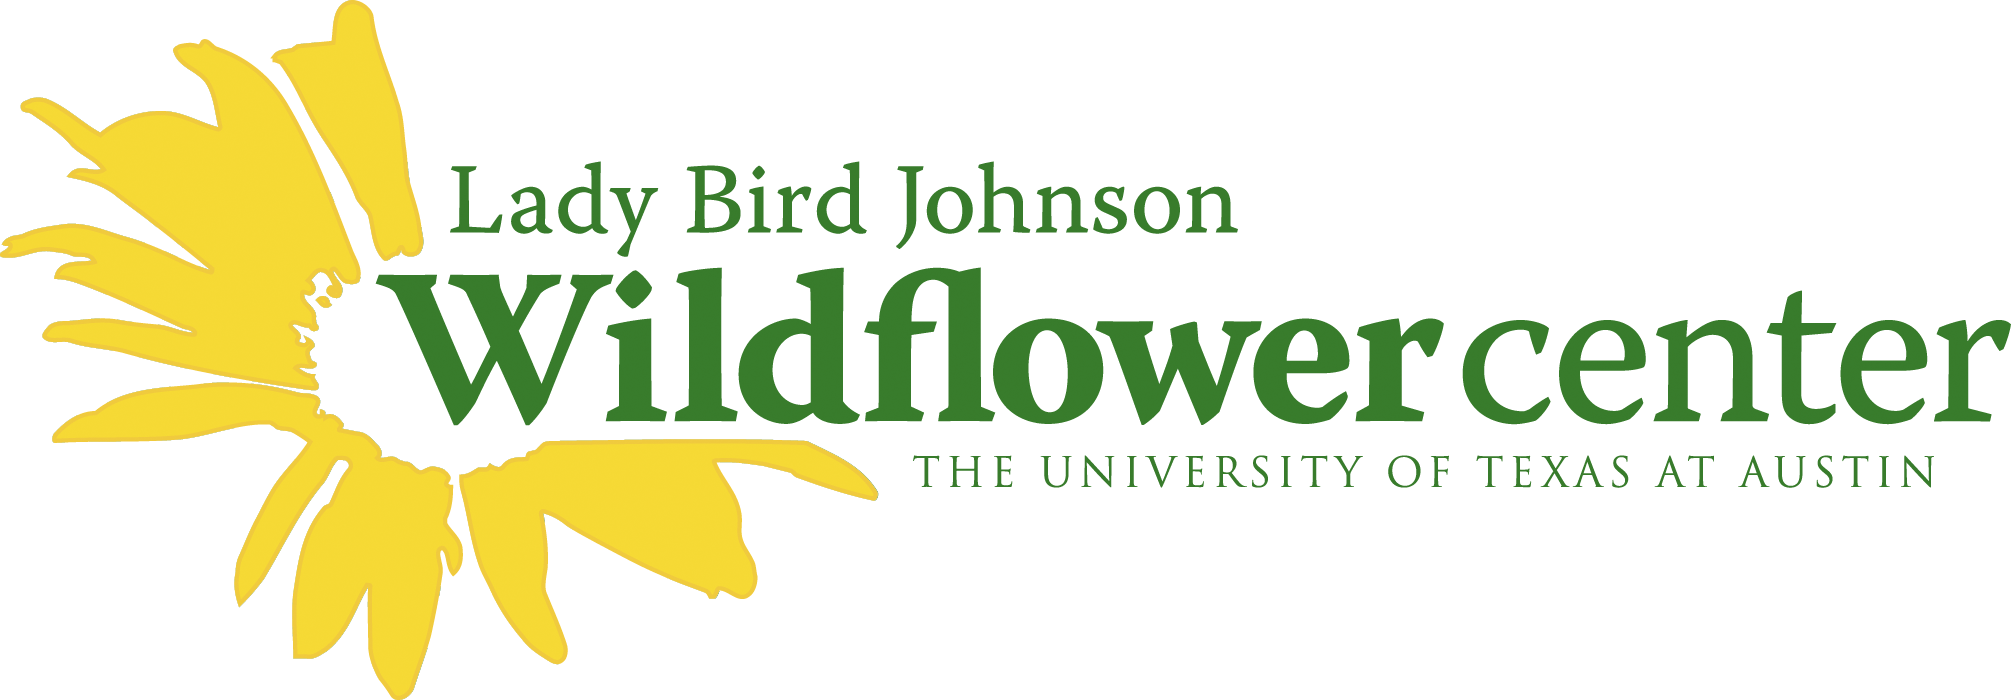 Lady Bird Johnson
Wildflower center
THE UNIVERSITY OF TEXAS AT AUSTIN